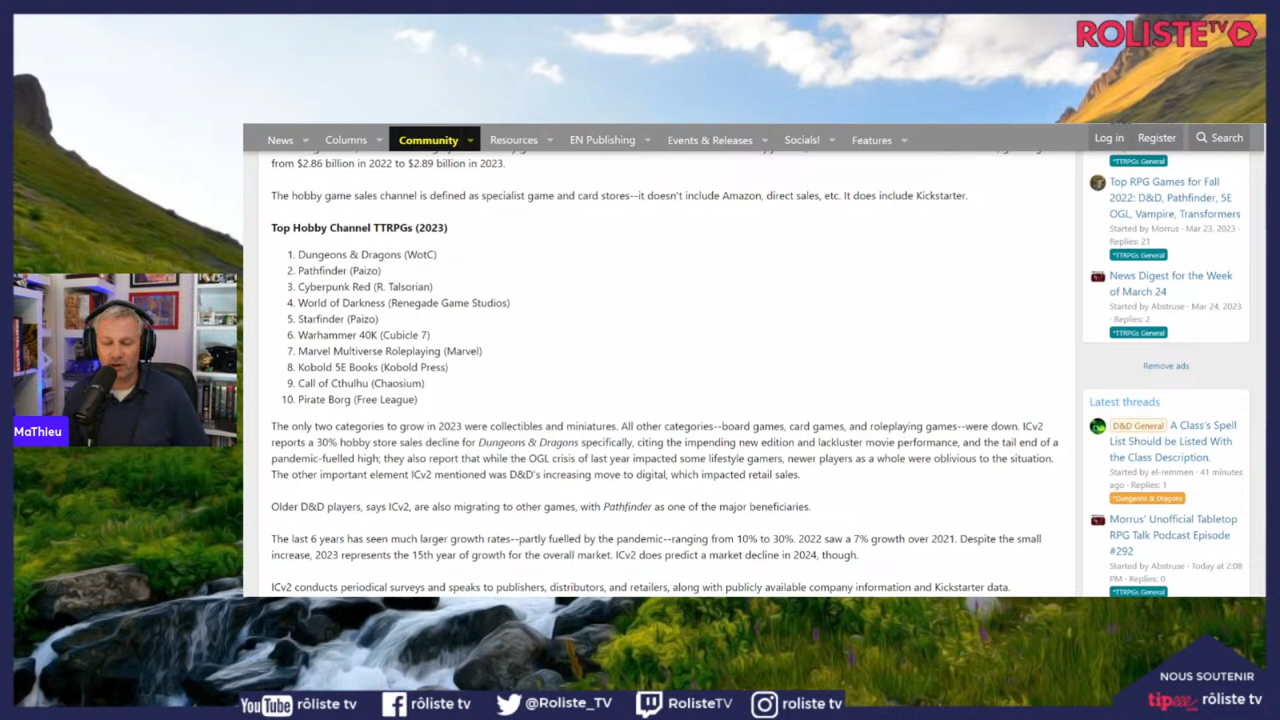 ROLISTE TV
News
Columns
Community
Resources
EN Publishing
Events & Releases
Socials!
Features
Log in
Register
Search
from $2.86 billion in 2022 to $2.89 billion in 2023.
The hobby game sales channel is defined as specialist game and card stores--it doesn't include Amazon, direct sales, etc. It does include Kickstarter.
Top Hobby Channel TTRPGs (2023)
1. Dungeons & Dragons (WotC)
2. Pathfinder (Paizo)
3. Cyberpunk Red (R. Talsorian)
4. World of Darkness (Renegade Game Studios)
5. Starfinder (Paizo)
6. Warhammer 40K (Cubicle 7)
7. Marvel Multiverse Roleplaying (Marvel)
8. Kobold 5E Books (Kobold Press)
9. Call of Cthulhu (Chaosium)
10. Pirate Borg (Free League)
The only two categories to grow in 2023 were collectibles and miniatures. All other categories--board games, card games, and roleplaying games--were down. ICv2
reports a 30% hobby store sales decline for Dungeons & Dragons specifically, citing the impending new edition and lackluster movie performance, and the tail end of a
pandemic-fuelled high; they also report that while the OGL crisis of last year impacted some lifestyle gamers, newer players as a whole were oblivious to the situation.
The other important element ICv2 mentioned was D&D's increasing move to digital, which impacted retail sales.
Older D&D players, says ICv2, are also migrating to other games, with Pathfinder as one of the major beneficiaries.
The last 6 years has seen much larger growth rates--partly fuelled by the pandemic--ranging from 10% to 30%. 2022 saw a 7% growth over 2021. Despite the small
increase, 2023 represents the 15th year of growth for the overall market. ICv2 does predict a market decline in 2024, though.
ICv2 conducts periodical surveys and speaks to publishers, distributors, and retailers, along with publicly available company information and Kickstarter data.
*TTRPGs General
Top RPG Games for Fall
2022: D&D, Pathfinder, 5E
OGL, Vampire, Transformers
Started by Morrus · Mar 23, 2023 ·
Replies: 21
*TTRPGs General
News Digest for the Week
of March 24
Started by Abstruse · Mar 24, 2023
· Replies: 2
*TTRPGs General
Remove ads
Latest threads
D&D General A Class's Spell
List Should be Listed With
the Class Description.
Started by el-remmen · 41 minutes
ago · Replies: 1
*Dungeons & Dragons
Morrus' Unofficial Tabletop
RPG Talk Podcast Episode
#292
Started by Abstruse · Today at 2:08
PM · Replies: 0
*TTRPGs General
MaThieu
YouTube rôliste tv
rôliste tv
@Roliste_TV
RolisteTV
roliste tv
NOUS SOUTENIR
tipeee rôliste tv